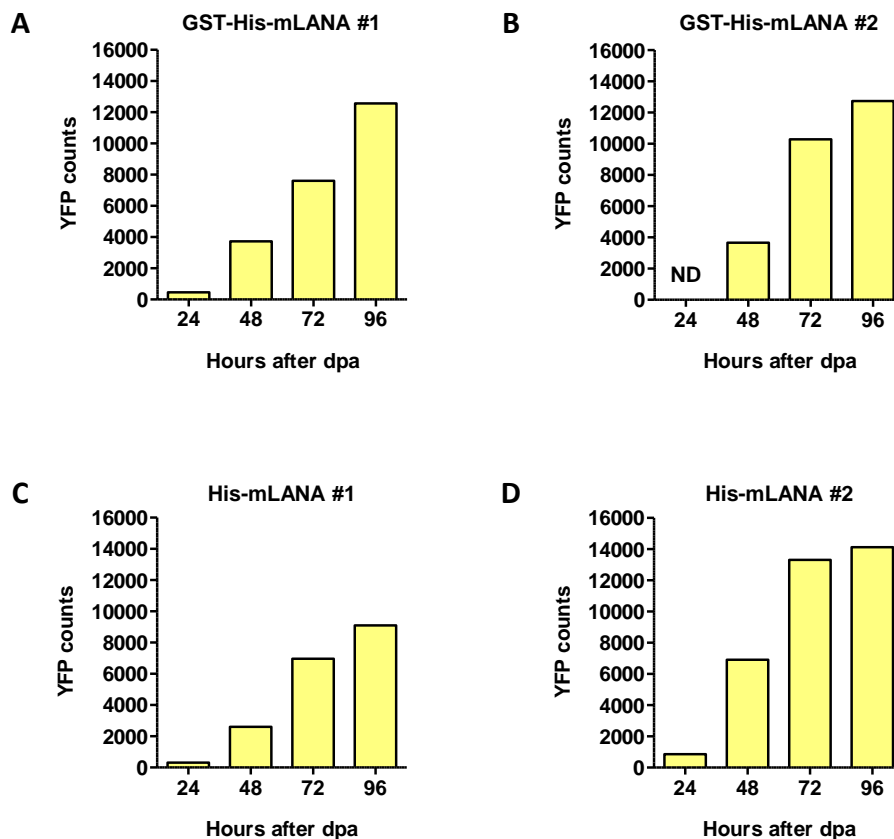 A
GST-His-mLANA #1
YFP counts
16000
14000
12000
10000
8000
6000
4000
2000
0
24 48 72 96
Hours after dpa
B
GST-His-mLANA #2
YFP counts
16000
14000
12000
10000
8000
6000
4000
2000
0
ND
24 48 72 96
Hours after dpa
C
His-mLANA #1
YFP counts
16000
14000
12000
10000
8000
6000
4000
2000
0
24 48 72 96
Hours after dpa
D
His-mLANA #2
YFP counts
16000
14000
12000
10000
8000
6000
4000
2000
0
24 48 72 96
Hours after dpa